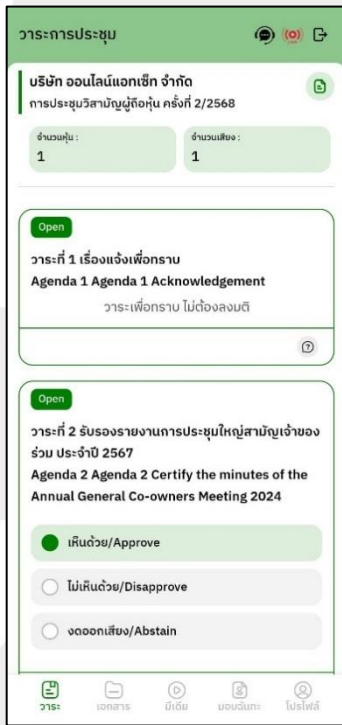 วาระการประชุม
บริษัท ออนไลน์แอทเซ็ท จำกัด
การประชุมวิสามัญผู้ถือหุ้น ครั้งที่ 2/2568
จำนวนหุ้น :
1
จำนวนเสียง :
1
Open
วาระที่ 1 เรื่องแจ้งเพื่อทราบ
Agenda 1 Agenda 1 Acknowledgement
วาระเพื่อทราบ ไม่ต้องลงมติ
Open
วาระที่ 2 รับรองรายงานการประชุมใหญ่สามัญเจ้าของ
ร่วม ประจำปี 2567
Agenda 2 Agenda 2 Certify the minutes of the
Annual General Co-owners Meeting 2024
เห็นด้วย/Approve
ไม่เห็นด้วย/Disapprove
งดออกเสียง/Abstain
วาระ
เอกสาร
มีเดีย
มอบฉันทะ
โปรไฟล์